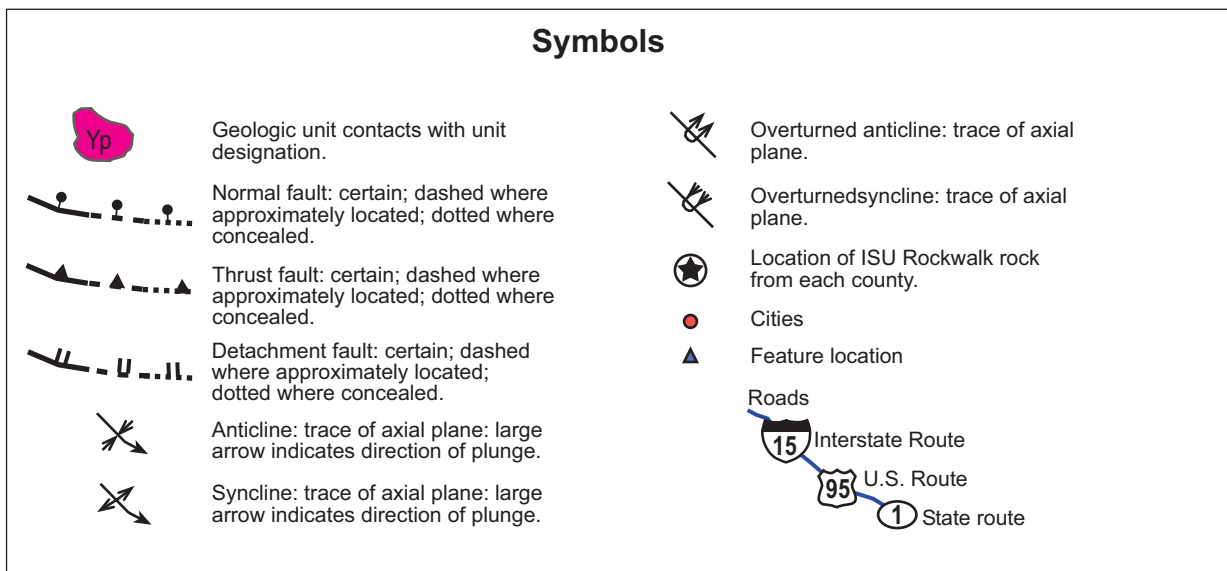 Symbols
Yp
Geologic unit contacts with unit
designation.
Normal fault: certain; dashed where
approximately located; dotted where
concealed.
Thrust fault: certain; dashed where
approximately located; dotted where
concealed.
Detachment fault: certain; dashed
where approximately located;
dotted where concealed.
Anticline: trace of axial plane: large
arrow indicates direction of plunge.
Syncline: trace of axial plane: large
arrow indicates direction of plunge.
Overturned anticline: trace of axial
plane.
Overturnedsyncline: trace of axial
plane.
Location of ISU Rockwalk rock
from each county.
Cities
Feature location
Roads
15 Interstate Route
95 U.S. Route
1 State route